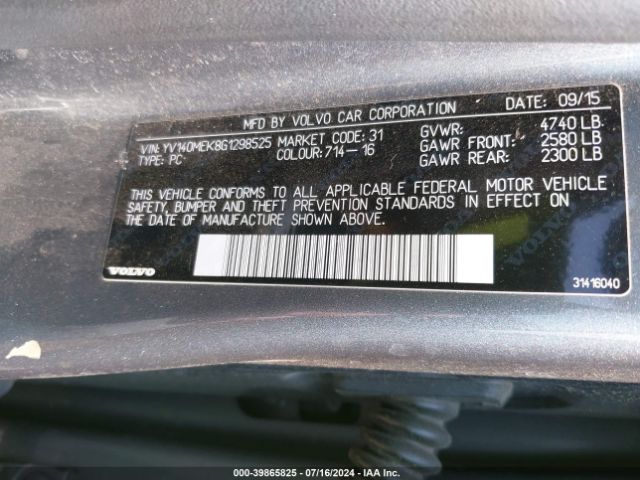 MFD BY VOLVO CAR CORPORATION DATE: 09/15
VIN: YV140MEK8G1298525 MARKET CODE: 31 GVWR: 4740 LB
TYPE: PC COLOUR: 714-16 GAWR FRONT: 2580 LB
GAWR REAR: 2300 LB
THIS VEHICLE CONFORMS TO ALL APPLICABLE FEDERAL MOTOR VEHICLE
SAFETY, BUMPER AND THEFT PREVENTION STANDARDS IN EFFECT ON
THE DATE OF MANUFACTURE SHOWN ABOVE.
VOLVO 31416040
000-39865825 - 07/16/2024 - IAA Inc.